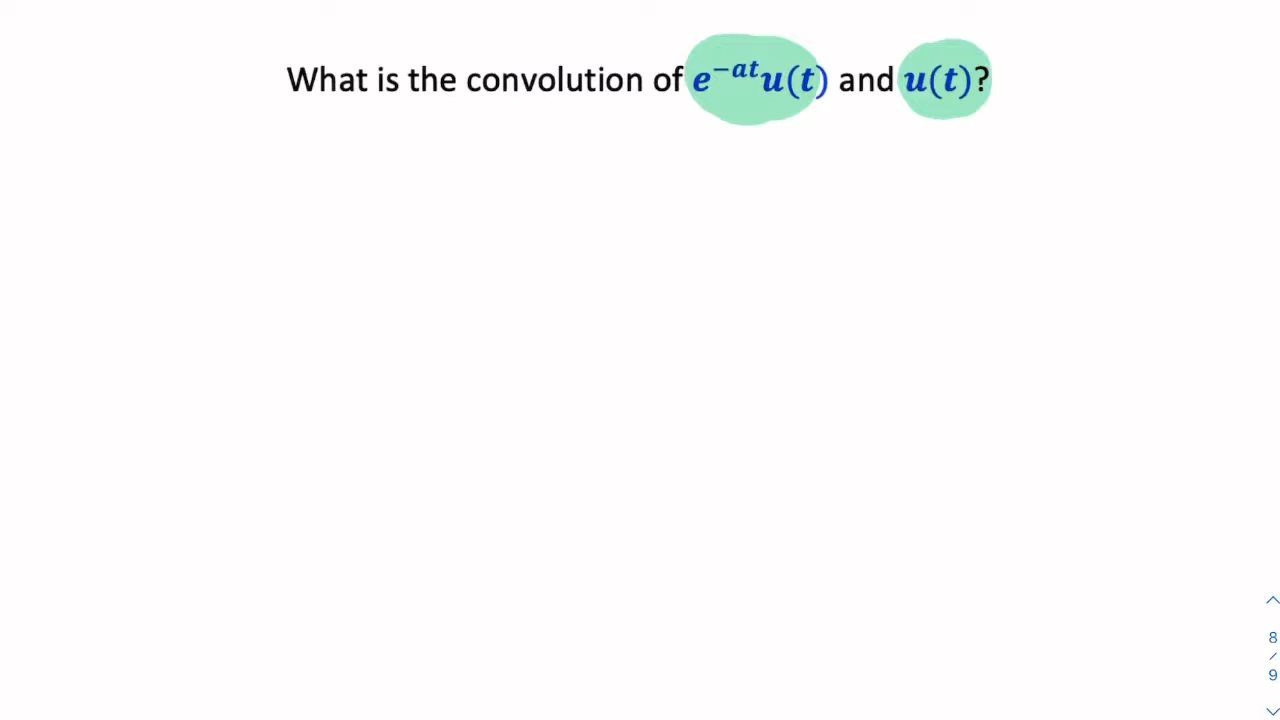 What is the convolution of e^{-at}u(t) and u(t)?
8
/
9